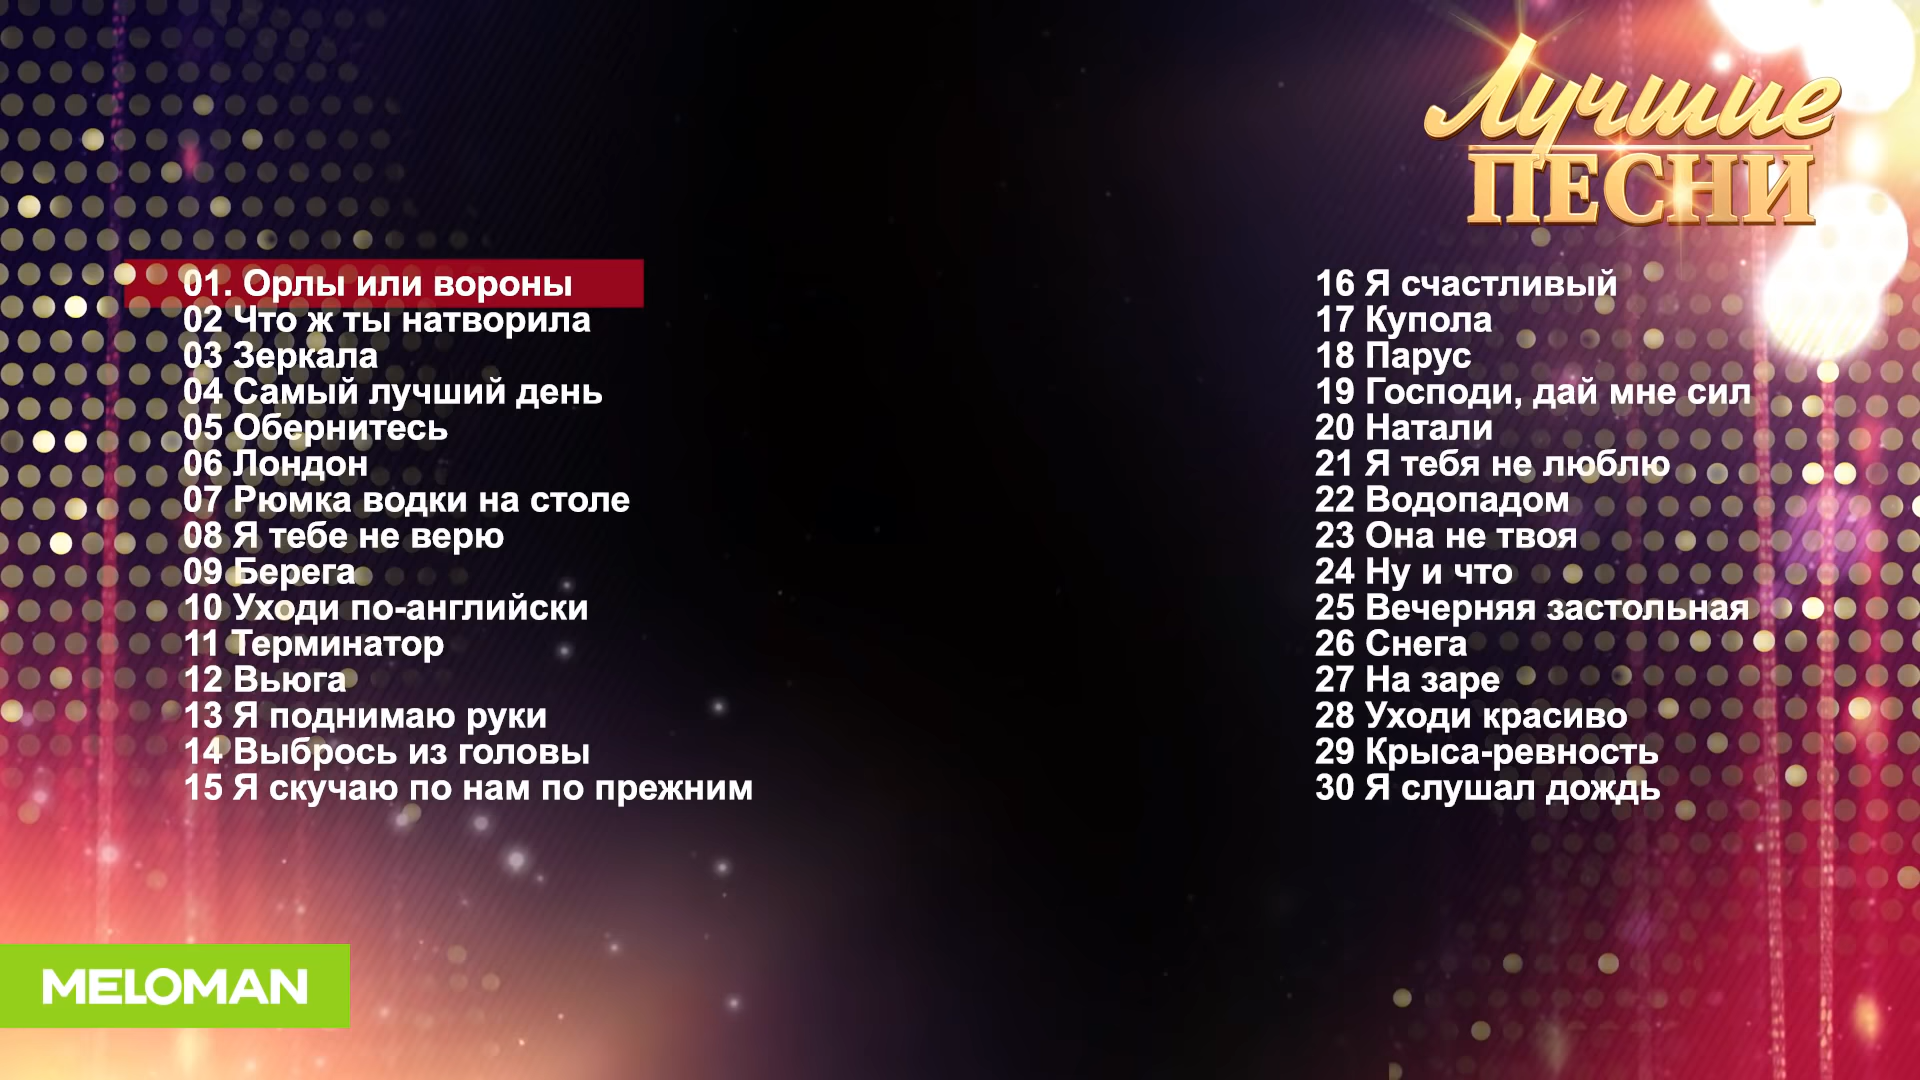 Лучшие
ПЕСНИ
01. Орлы или вороны
02 Что ж ты натворила
03 Зеркала
04 Самый лучший день
05 Обернитесь
06 Лондон
07 Рюмка водки на столе
08 Я тебе не верю
09 Берега
10 Уходи по-английски
11 Терминатор
12 Вьюга
13 Я поднимаю руки
14 Выбрось из головы
15 Я скучаю по нам по прежним
16 Я счастливый
17 Купола
18 Парус
19 Господи, дай мне сил
20 Натали
21 Я тебя не люблю
22 Водопадом
23 Она не твоя
24 Ну и что
25 Вечерняя застольная
26 Снега
27 На заре
28 Уходи красиво
29 Крыса-ревность
30 Я слушал дождь
MELOMAN